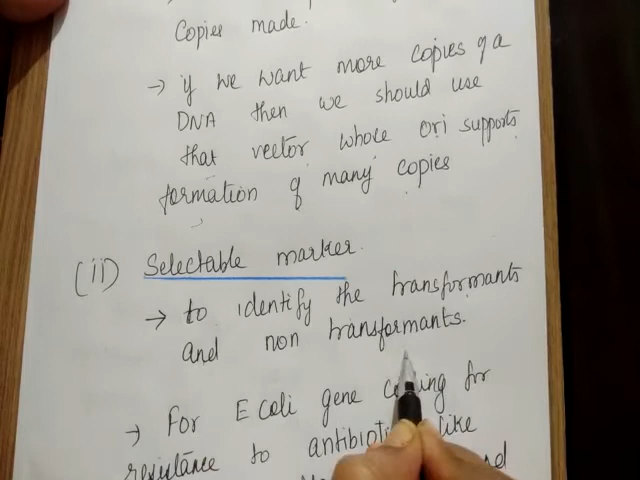 Copies made.
→ if we want more copies of a
DNA then we should use
that vector whose ori supports
formation of many copies
(ii) Selectable marker.
→ to identify the transformants
and non transformants.
→ For E coli gene coding for
resistance to antibiotics like